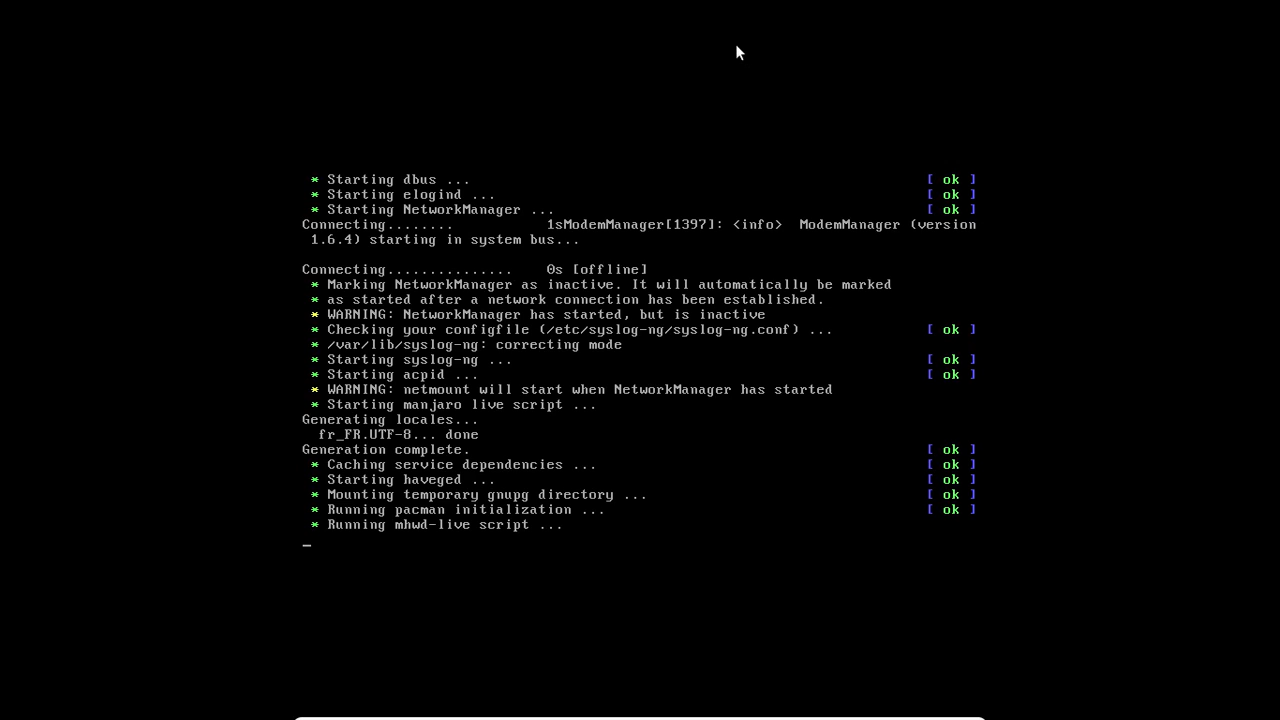 * Starting dbus ... [ ok ]
* Starting elogind ... [ ok ]
* Starting NetworkManager ... [ ok ]
Connecting........ 1sModemManager[1397]: <info> ModemManager (version
1.6.4) starting in system bus...
Connecting............... 0s [offline]
* Marking NetworkManager as inactive. It will automatically be marked
* as started after a network connection has been established.
* WARNING: NetworkManager has started, but is inactive
* Checking your configfile (/etc/syslog-ng/syslog-ng.conf) ... [ ok ]
* /var/lib/syslog-ng: correcting mode
* Starting syslog-ng ... [ ok ]
* Starting acpid ... [ ok ]
* WARNING: netmount will start when NetworkManager has started
* Starting manjaro live script ...
Generating locales...
fr_FR.UTF-8... done
Generation complete. [ ok ]
* Caching service dependencies ... [ ok ]
* Starting haveged ... [ ok ]
* Mounting temporary gnupg directory ... [ ok ]
* Running pacman initialization ... [ ok ]
* Running mhwd-live script ...
_